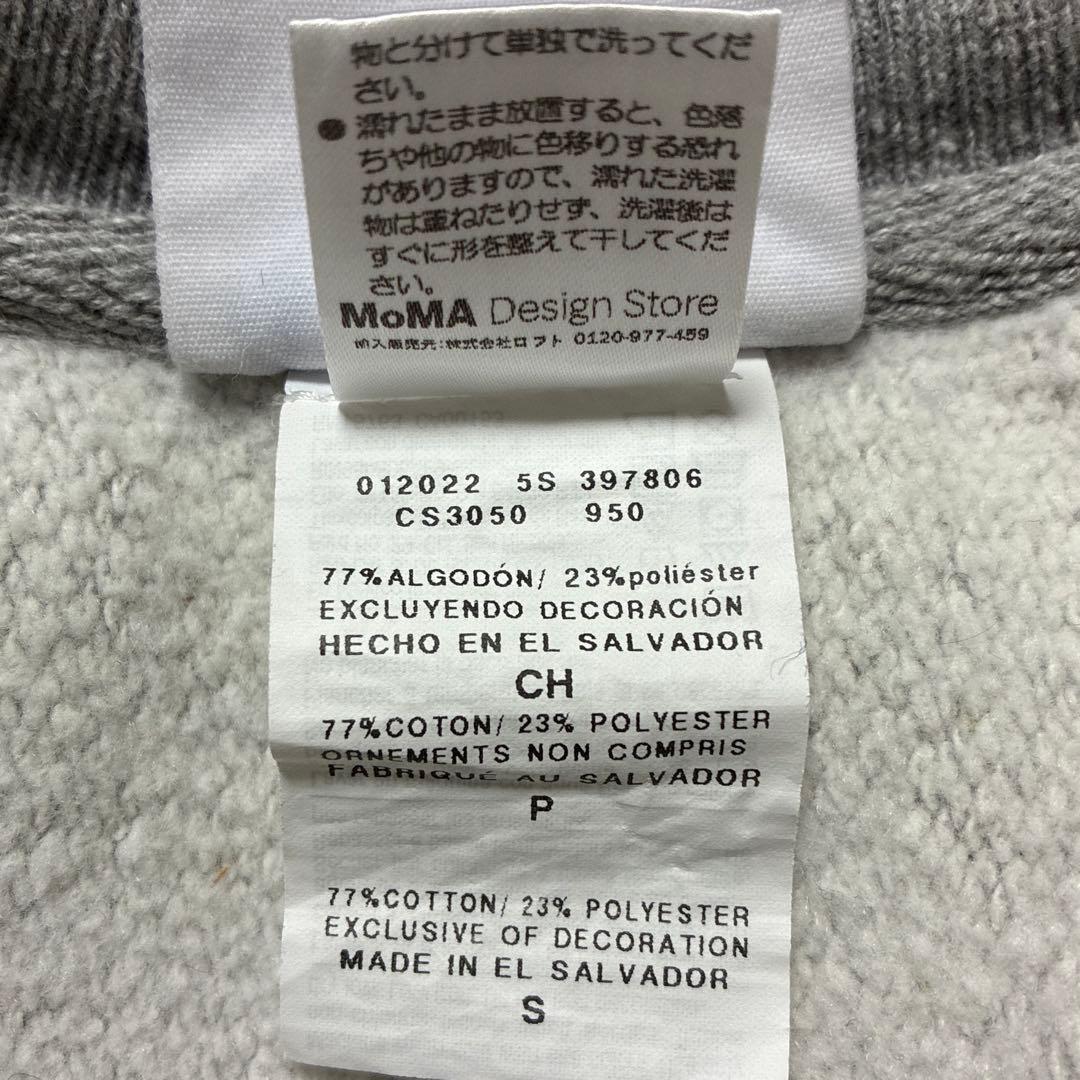 物と分けて単独で洗ってくだ
さい。
●濡れたまま放置すると、色落
ちや他の物に色移りする恐れ
がありますので、濡れた洗濯
物は重ねたりせず、洗濯後は
すぐに形を整えて干してくだ
さい。
MoMA Design Store
輸入販売元:株式会社ロフト 0120-977-459
012022 5S 397806
CS3050 950
77%ALGODÓN/ 23%poliéster
EXCLUYENDO DECORACIÓN
HECHO EN EL SALVADOR
CH
77%COTON/ 23% POLYESTER
ORNEMENTS NON COMPRIS
FABRIQUÉ AU SALVADOR
P
77%COTTON/ 23% POLYESTER
EXCLUSIVE OF DECORATION
MADE IN EL SALVADOR
S